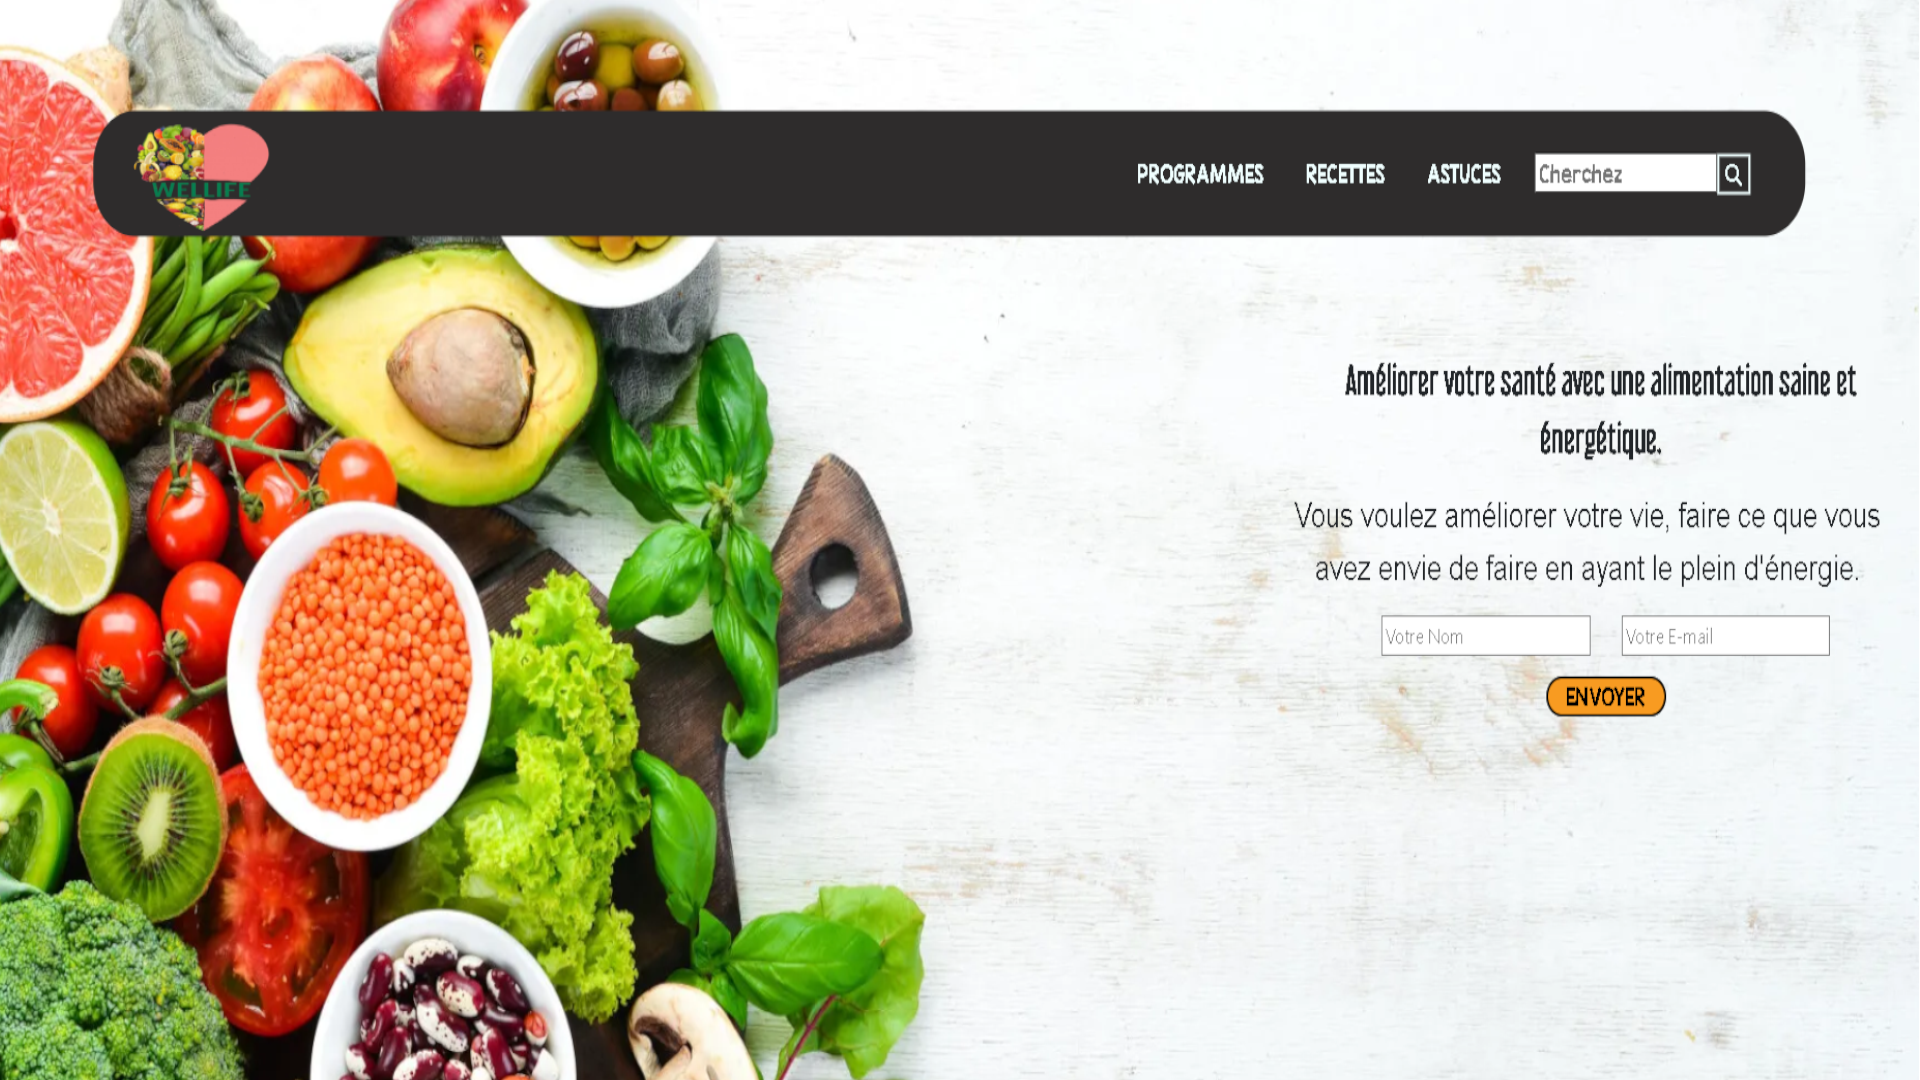 WELLIFE
PROGRAMMES RECETTES ASTUCES Cherchez
Améliorer votre santé avec une alimentation saine et
énergétique.
Vous voulez améliorer votre vie, faire ce que vous
avez envie de faire en ayant le plein d'énergie.
Votre Nom Votre E-mail
ENVOYER